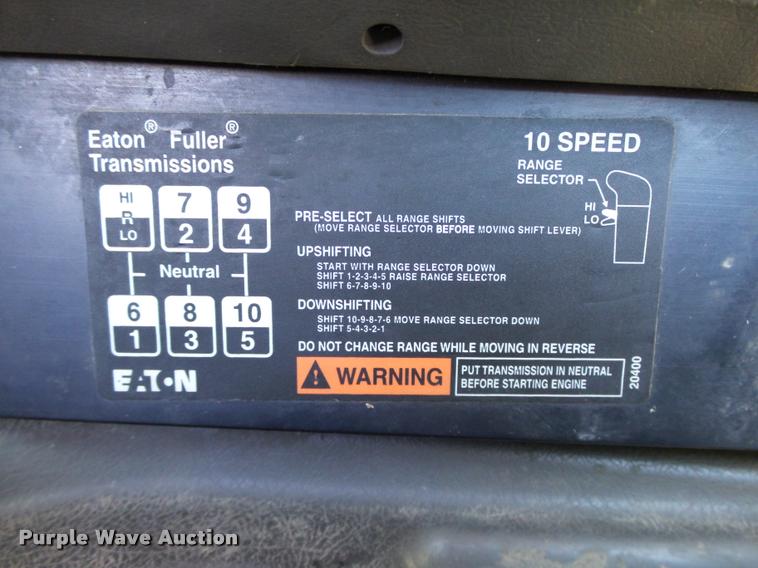 Eaton® Fuller®
Transmissions
10 SPEED
RANGE
SELECTOR
HI
LO
HI
R
LO
7
2
9
4
Neutral
6
1
8
3
10
5
PRE-SELECT ALL RANGE SHIFTS
(MOVE RANGE SELECTOR BEFORE MOVING SHIFT LEVER)
UPSHIFTING
START WITH RANGE SELECTOR DOWN
SHIFT 1-2-3-4-5 RAISE RANGE SELECTOR
SHIFT 6-7-8-9-10
DOWNSHIFTING
SHIFT 10-9-8-7-6 MOVE RANGE SELECTOR DOWN
SHIFT 5-4-3-2-1
DO NOT CHANGE RANGE WHILE MOVING IN REVERSE
WARNING
PUT TRANSMISSION IN NEUTRAL
BEFORE STARTING ENGINE
20400
EATON
Purple Wave Auction